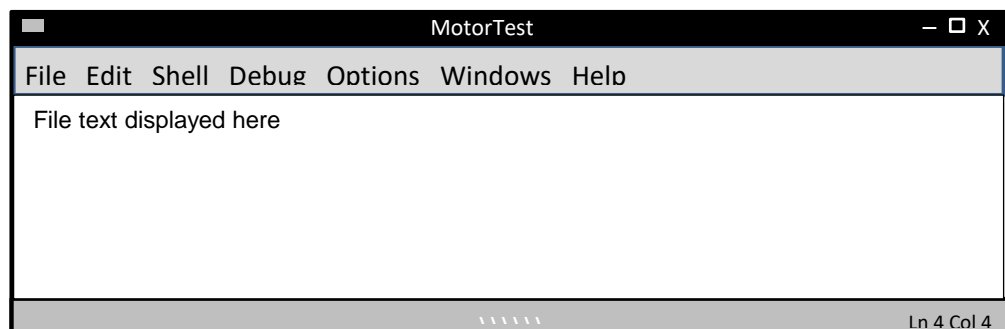 MotorTest – X
File Edit Shell Debug Options Windows Help
File text displayed here
Ln 4 Col 4